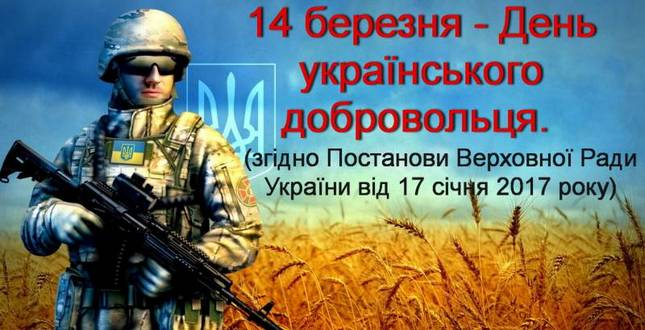 14 березня - День
українського
добровольця.
(згідно Постанови Верховної Ради
України від 17 січня 2017 року)